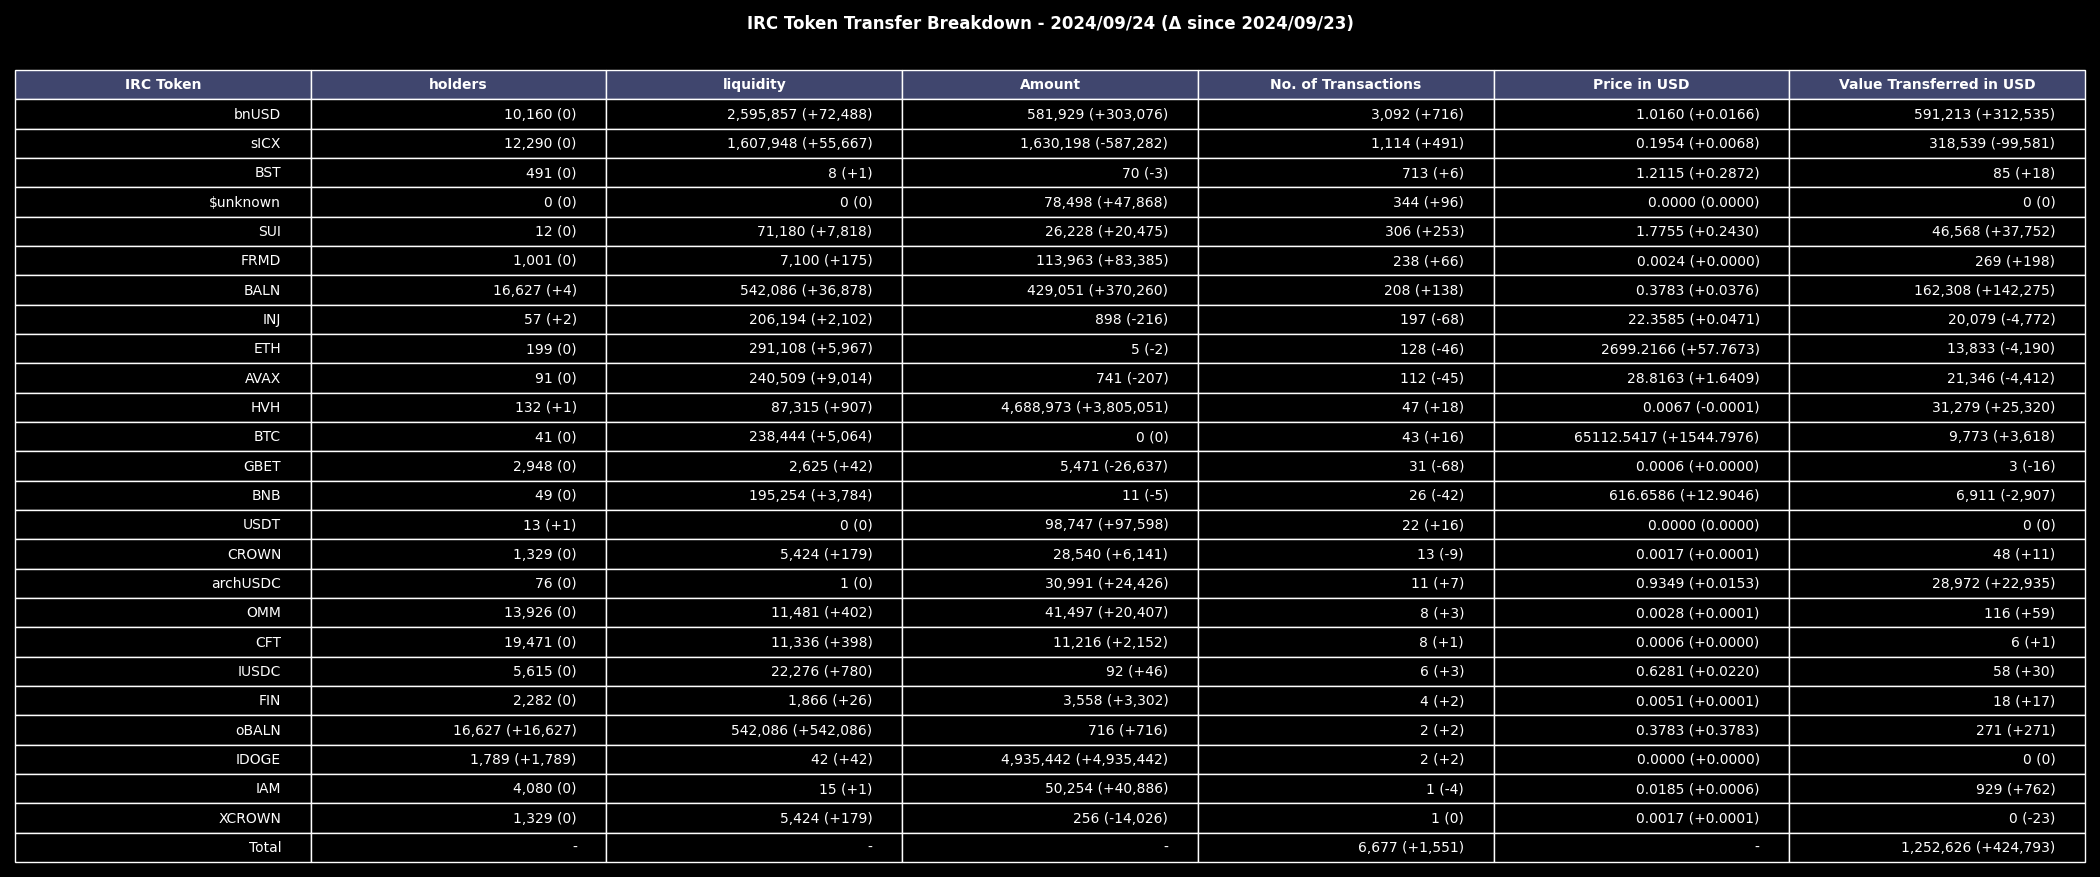 IRC Token Transfer Breakdown - 2024/09/24 (Δ since 2024/09/23)
IRC Token holders liquidity Amount No. of Transactions Price in USD Value Transferred in USD
bnUSD 10,160 (0) 2,595,857 (+72,488) 581,929 (+303,076) 3,092 (+716) 1.0160 (+0.0166) 591,213 (+312,535)
sICX 12,290 (0) 1,607,948 (+55,667) 1,630,198 (-587,282) 1,114 (+491) 0.1954 (+0.0068) 318,539 (-99,581)
BST 491 (0) 8 (+1) 70 (-3) 713 (+6) 1.2115 (+0.2872) 85 (+18)
$unknown 0 (0) 0 (0) 78,498 (+47,868) 344 (+96) 0.0000 (0.0000) 0 (0)
SUI 12 (0) 71,180 (+7,818) 26,228 (+20,475) 306 (+253) 1.7755 (+0.2430) 46,568 (+37,752)
FRMD 1,001 (0) 7,100 (+175) 113,963 (+83,385) 238 (+66) 0.0024 (+0.0000) 269 (+198)
BALN 16,627 (+4) 542,086 (+36,878) 429,051 (+370,260) 208 (+138) 0.3783 (+0.0376) 162,308 (+142,275)
INJ 57 (+2) 206,194 (+2,102) 898 (-216) 197 (-68) 22.3585 (+0.0471) 20,079 (-4,772)
ETH 199 (0) 291,108 (+5,967) 5 (-2) 128 (-46) 2699.2166 (+57.7673) 13,833 (-4,190)
AVAX 91 (0) 240,509 (+9,014) 741 (-207) 112 (-45) 28.8163 (+1.6409) 21,346 (-4,412)
HVH 132 (+1) 87,315 (+907) 4,688,973 (+3,805,051) 47 (+18) 0.0067 (-0.0001) 31,279 (+25,320)
BTC 41 (0) 238,444 (+5,064) 0 (0) 43 (+16) 65112.5417 (+1544.7976) 9,773 (+3,618)
GBET 2,948 (0) 2,625 (+42) 5,471 (-26,637) 31 (-68) 0.0006 (+0.0000) 3 (-16)
BNB 49 (0) 195,254 (+3,784) 11 (-5) 26 (-42) 616.6586 (+12.9046) 6,911 (-2,907)
USDT 13 (+1) 0 (0) 98,747 (+97,598) 22 (+16) 0.0000 (0.0000) 0 (0)
CROWN 1,329 (0) 5,424 (+179) 28,540 (+6,141) 13 (-9) 0.0017 (+0.0001) 48 (+11)
archUSDC 76 (0) 1 (0) 30,991 (+24,426) 11 (+7) 0.9349 (+0.0153) 28,972 (+22,935)
OMM 13,926 (0) 11,481 (+402) 41,497 (+20,407) 8 (+3) 0.0028 (+0.0001) 116 (+59)
CFT 19,471 (0) 11,336 (+398) 11,216 (+2,152) 8 (+1) 0.0006 (+0.0000) 6 (+1)
IUSDC 5,615 (0) 22,276 (+780) 92 (+46) 6 (+3) 0.6281 (+0.0220) 58 (+30)
FIN 2,282 (0) 1,866 (+26) 3,558 (+3,302) 4 (+2) 0.0051 (+0.0001) 18 (+17)
oBALN 16,627 (+16,627) 542,086 (+542,086) 716 (+716) 2 (+2) 0.3783 (+0.3783) 271 (+271)
IDOGE 1,789 (+1,789) 42 (+42) 4,935,442 (+4,935,442) 2 (+2) 0.0000 (+0.0000) 0 (0)
IAM 4,080 (0) 15 (+1) 50,254 (+40,886) 1 (-4) 0.0185 (+0.0006) 929 (+762)
XCROWN 1,329 (0) 5,424 (+179) 256 (-14,026) 1 (0) 0.0017 (+0.0001) 0 (-23)
Total - - - 6,677 (+1,551) - 1,252,626 (+424,793)